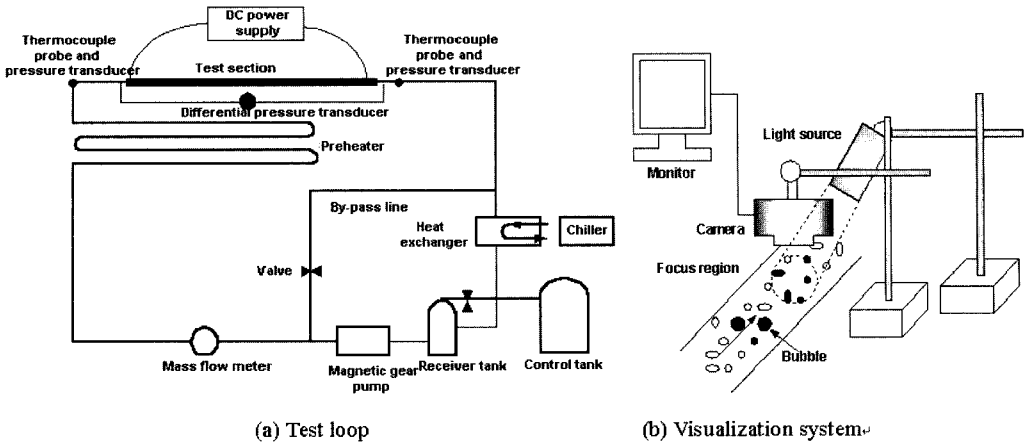 DC power
supply
Thermocouple
probe and
pressure transducer
Test section
Thermocouple
probe and
pressure transducer
Differential pressure transducer
Preheater
By-pass line
Heat
exchanger
Chiller
Valve
Mass flow meter
Magnetic gear
pump
Receiver tank
Control tank
(a) Test loop
Monitor
Light source
Camera
Focus region
Bubble
(b) Visualization system